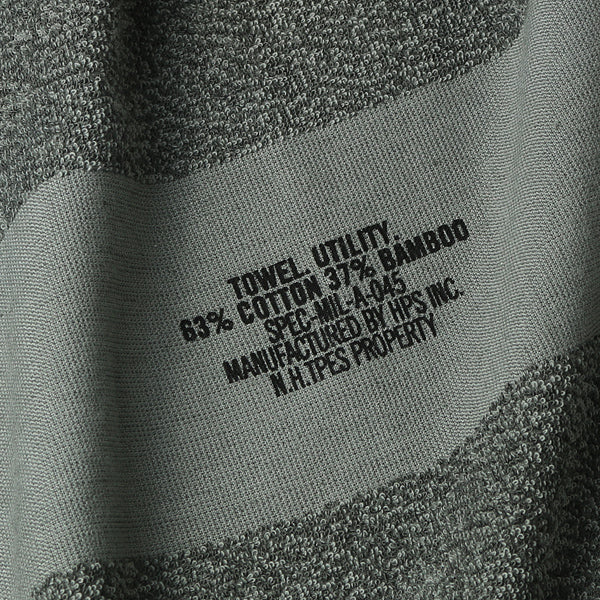 TOWEL, UTILITY.
63% COTTON 37% BAMBOO
SPEC-MIL-A-045
MANUFACTURED BY HPS INC.
N.H.TPES PROPERTY